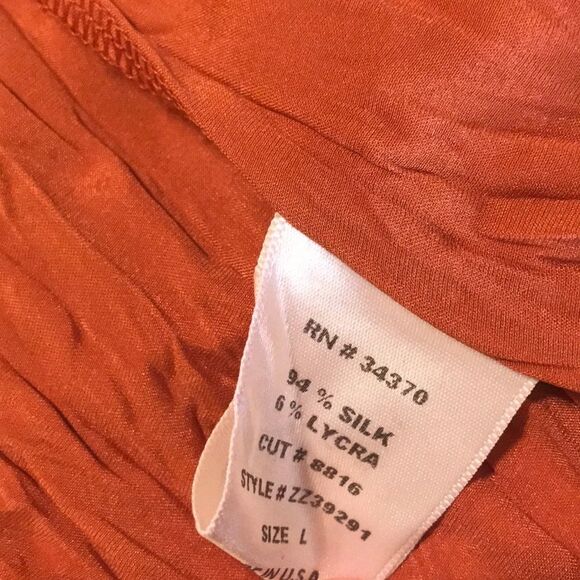 RN # 34370
94 % SILK
6 % LYCRA
CUT # 8816
STYLE # ZZ39291
SIZE L
U.S.A